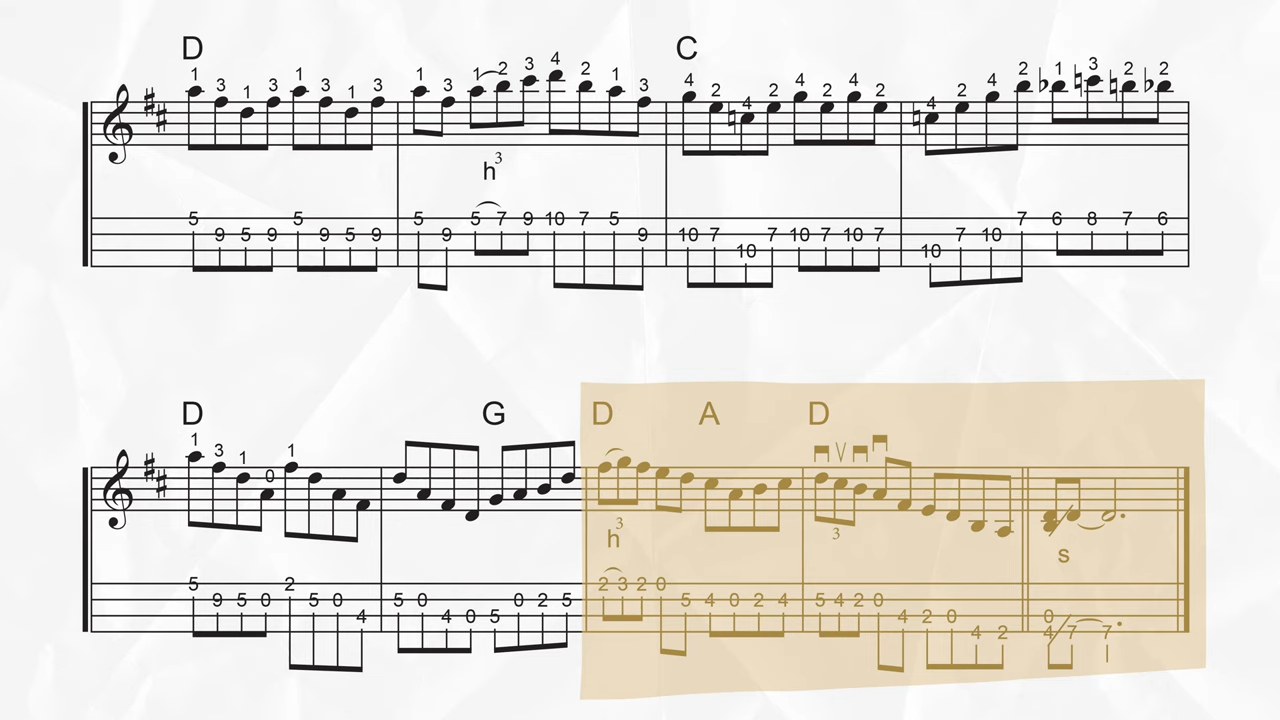 D C
1 3 1 3 1 3 1 3 1 3 1 2 3 4 2 1 3 4 2 4 2 4 2 4 2 4 2 4 2 1 3 2 2
3
h
5 5 5 5 7 9 10 7 5 7 6 8 7 6
9 5 9 9 5 9 9 9 10 7 7 10 7 10 7 7 10
10 10
D G D A D
1 3 1 0 1
3 3
h s
5 2 2 3 2 0
9 5 0 5 0 5 0 0 2 5 5 4 0 2 4 5 4 2 0
4 4 0 5 4 2 0 0
4 2 4 7 7